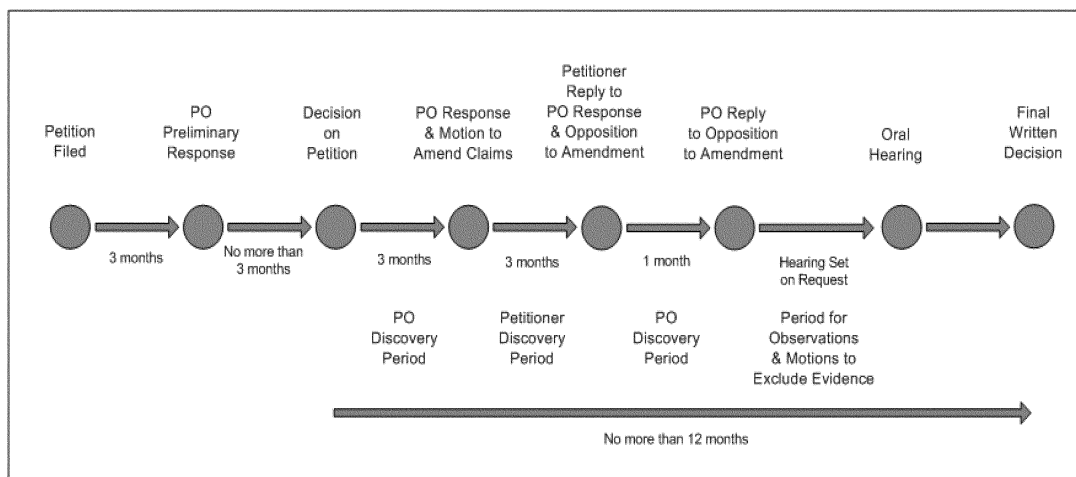 Petition
Filed
PO
Preliminary
Response
Decision
on
Petition
PO Response
& Motion to
Amend Claims
Petitioner
Reply to
PO Response
& Opposition
to Amendment
PO Reply
to Opposition
to Amendment
Oral
Hearing
Final
Written
Decision
3 months
No more than
3 months
3 months
3 months
1 month
Hearing Set
on Request
PO
Discovery
Period
Petitioner
Discovery
Period
PO
Discovery
Period
Period for
Observations
& Motions to
Exclude Evidence
No more than 12 months